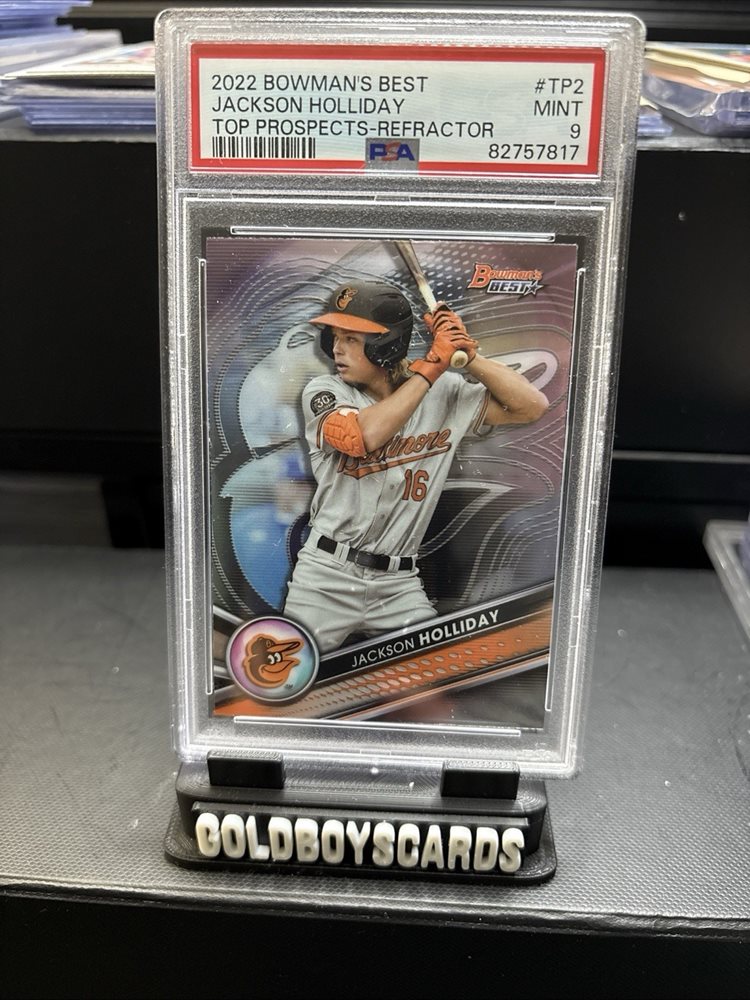 2022 BOWMAN'S BEST #TP2
JACKSON HOLLIDAY MINT
TOP PROSPECTS-REFRACTOR 9
PSA 82757817
Bowman's
BEST
30
Baltimore
16
JACKSON HOLLIDAY
GOLDBOYSCARDS